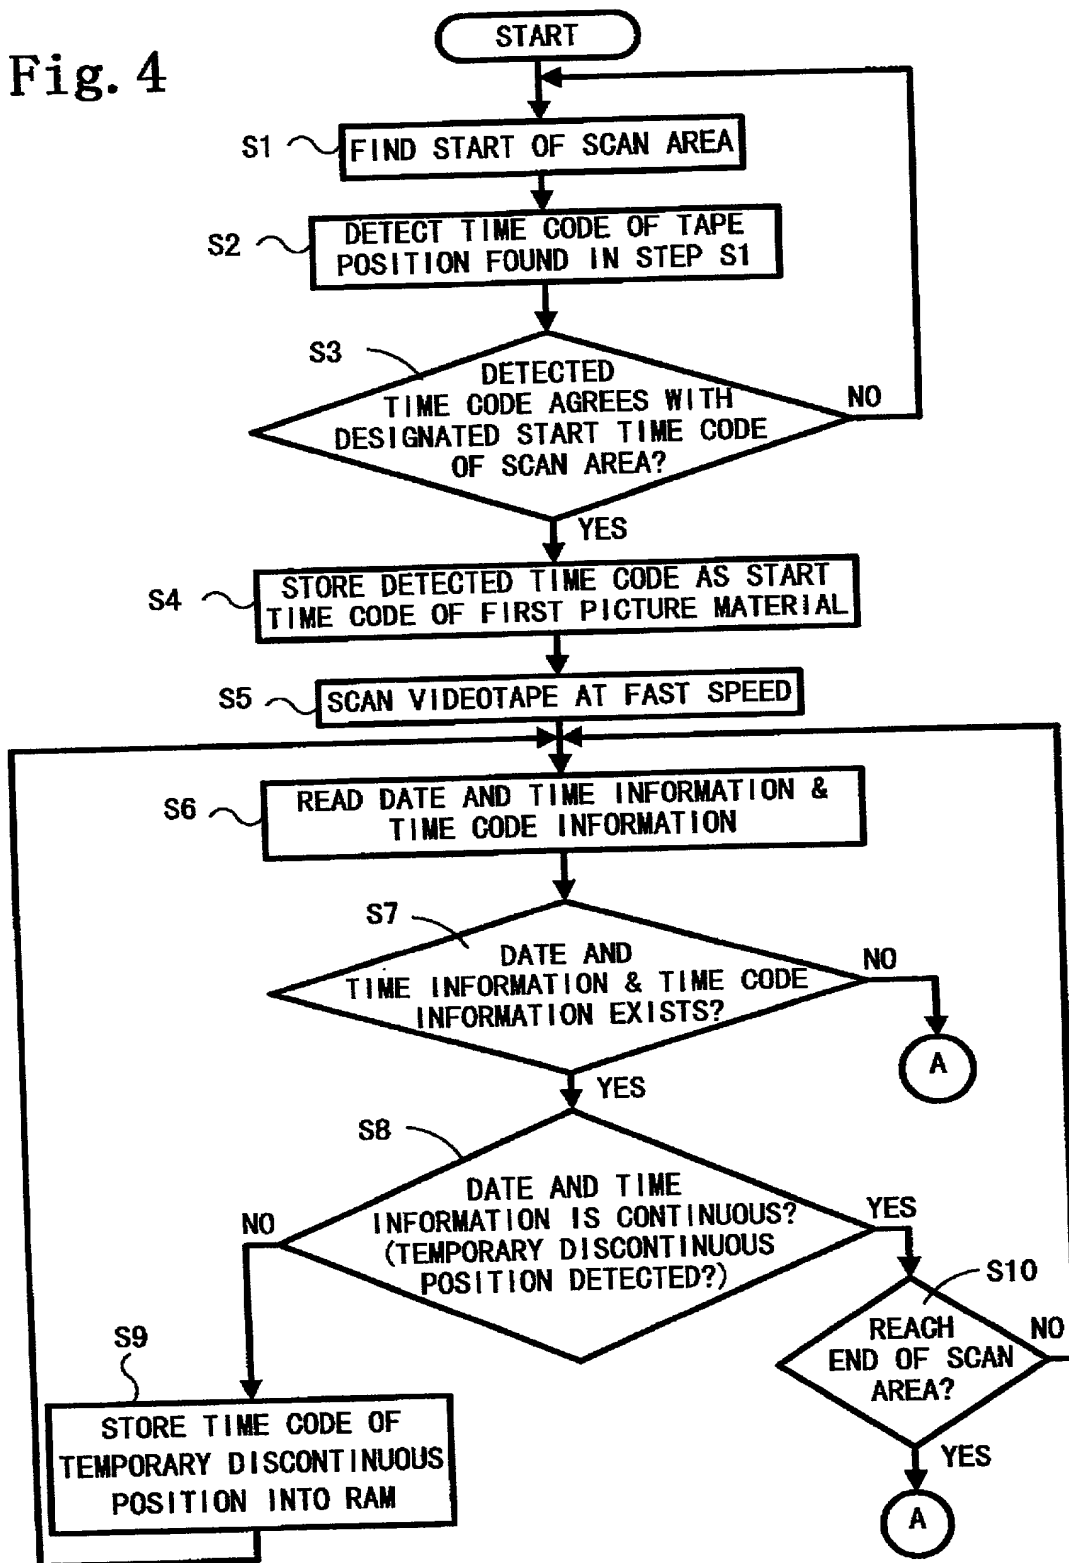 Fig. 4
START
S1
FIND START OF SCAN AREA
S2
DETECT TIME CODE OF TAPE
POSITION FOUND IN STEP S1
S3
DETECTED
TIME CODE AGREES WITH
DESIGNATED START TIME CODE
OF SCAN AREA?
NO
YES
S4
STORE DETECTED TIME CODE AS START
TIME CODE OF FIRST PICTURE MATERIAL
S5
SCAN VIDEOTAPE AT FAST SPEED
S6
READ DATE AND TIME INFORMATION &
TIME CODE INFORMATION
S7
DATE AND
TIME INFORMATION & TIME CODE
INFORMATION EXISTS?
NO
A
YES
S8
DATE AND TIME
INFORMATION IS CONTINUOUS?
(TEMPORARY DISCONTINUOUS
POSITION DETECTED?)
NO
YES
S10
REACH
END OF SCAN
AREA?
NO
YES
A
S9
STORE TIME CODE OF
TEMPORARY DISCONTINUOUS
POSITION INTO RAM